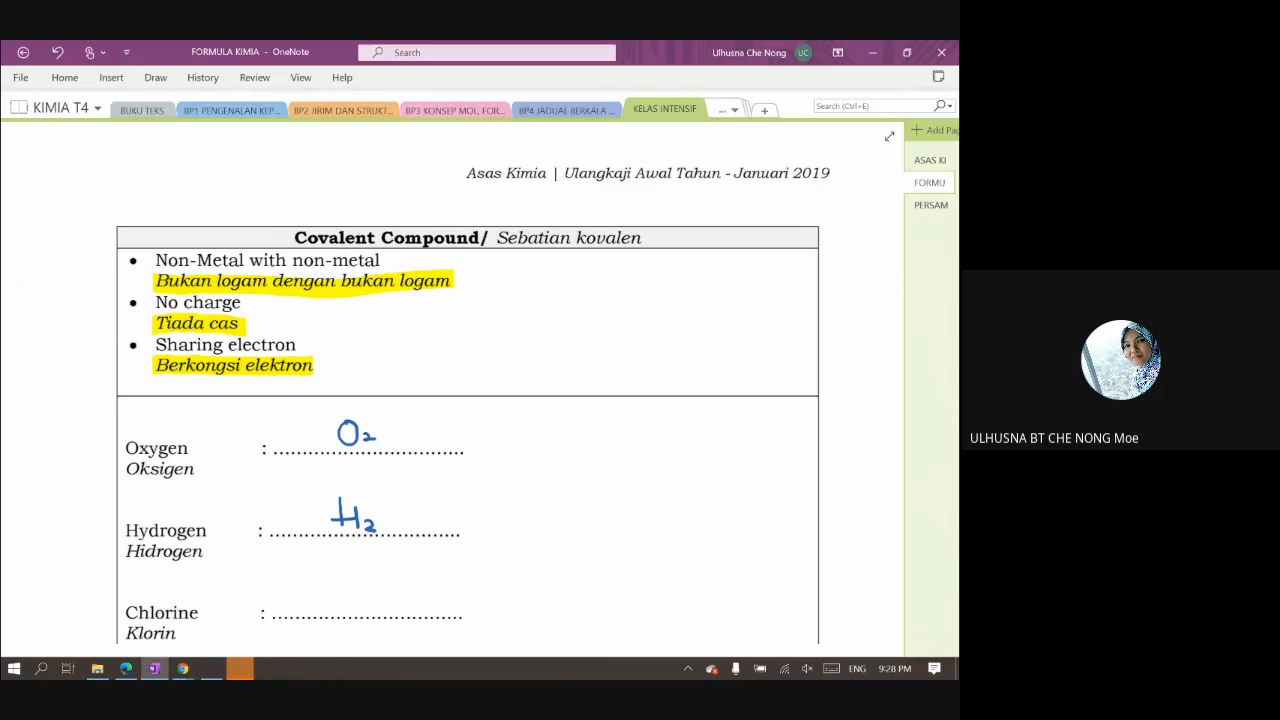 FORMULA KIMIA - OneNote
Search
Ulhusna Che Nong
UC
File Home Insert Draw History Review View Help
KIMIA T4
BUKU TEKS
BP1 PENGENALAN KEP...
BP2 JIRIM DAN STRUKT...
BP3 KONSEP MOL, FOR...
BP4 JADUAL BERKALA ...
KELAS INTENSIF
...
Search (Ctrl+E)
Add Pag
ASAS KI
FORMU
PERSAM
Asas Kimia | Ulangkaji Awal Tahun - Januari 2019
Covalent Compound/ Sebatian kovalen
• Non-Metal with non-metal
Bukan logam dengan bukan logam
• No charge
Tiada cas
• Sharing electron
Berkongsi elektron
Oxygen : O₂
Oksigen
Hydrogen : H₂
Hidrogen
Chlorine : ................................
Klorin
ULHUSNA BT CHE NONG Moe
ENG
9:28 PM